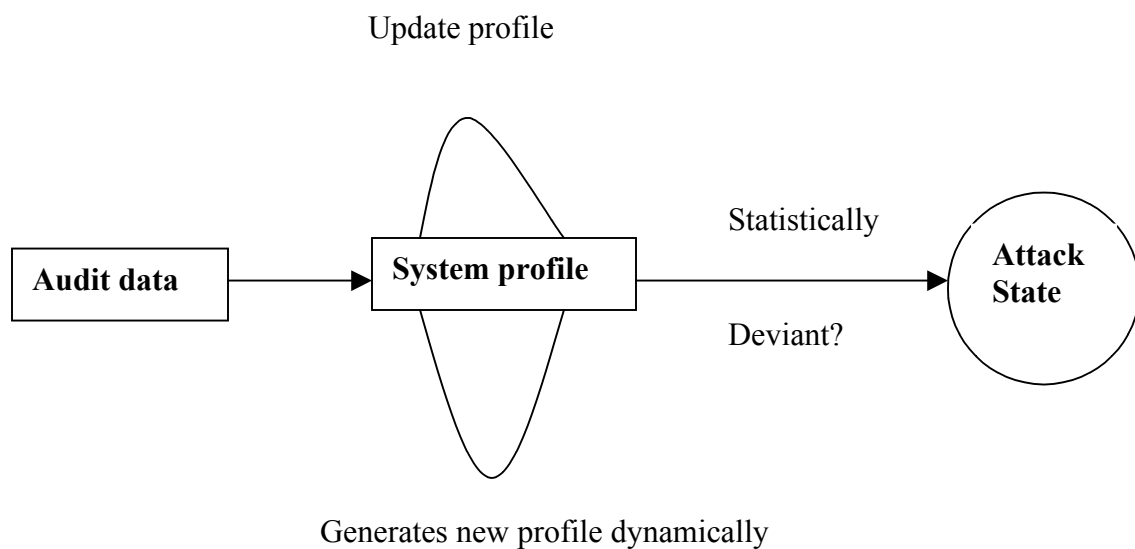 Update profile
Statistically
Audit data
System profile
Attack
State
Deviant?
Generates new profile dynamically